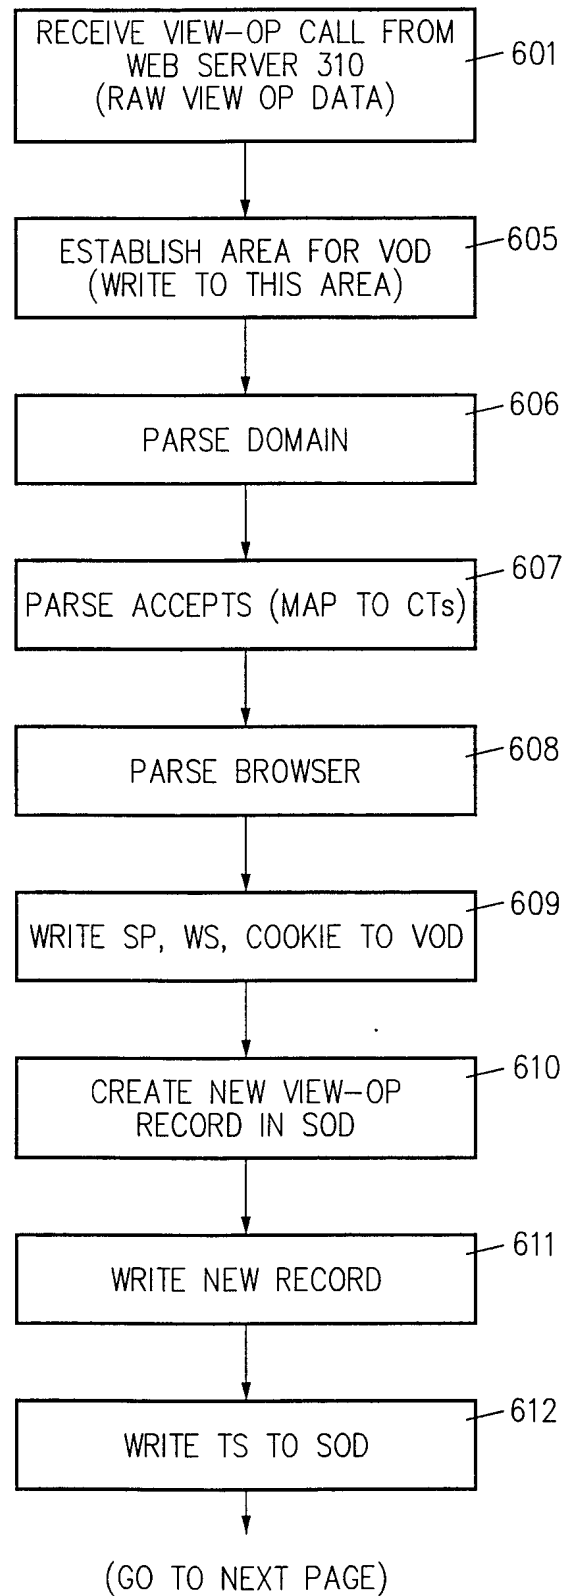 RECEIVE VIEW-OP CALL FROM
WEB SERVER 310
(RAW VIEW OP DATA)
601
ESTABLISH AREA FOR VOD
(WRITE TO THIS AREA)
605
PARSE DOMAIN
606
PARSE ACCEPTS (MAP TO CTs)
607
PARSE BROWSER
608
WRITE SP, WS, COOKIE TO VOD
609
CREATE NEW VIEW-OP
RECORD IN SOD
610
WRITE NEW RECORD
611
WRITE TS TO SOD
612
(GO TO NEXT PAGE)